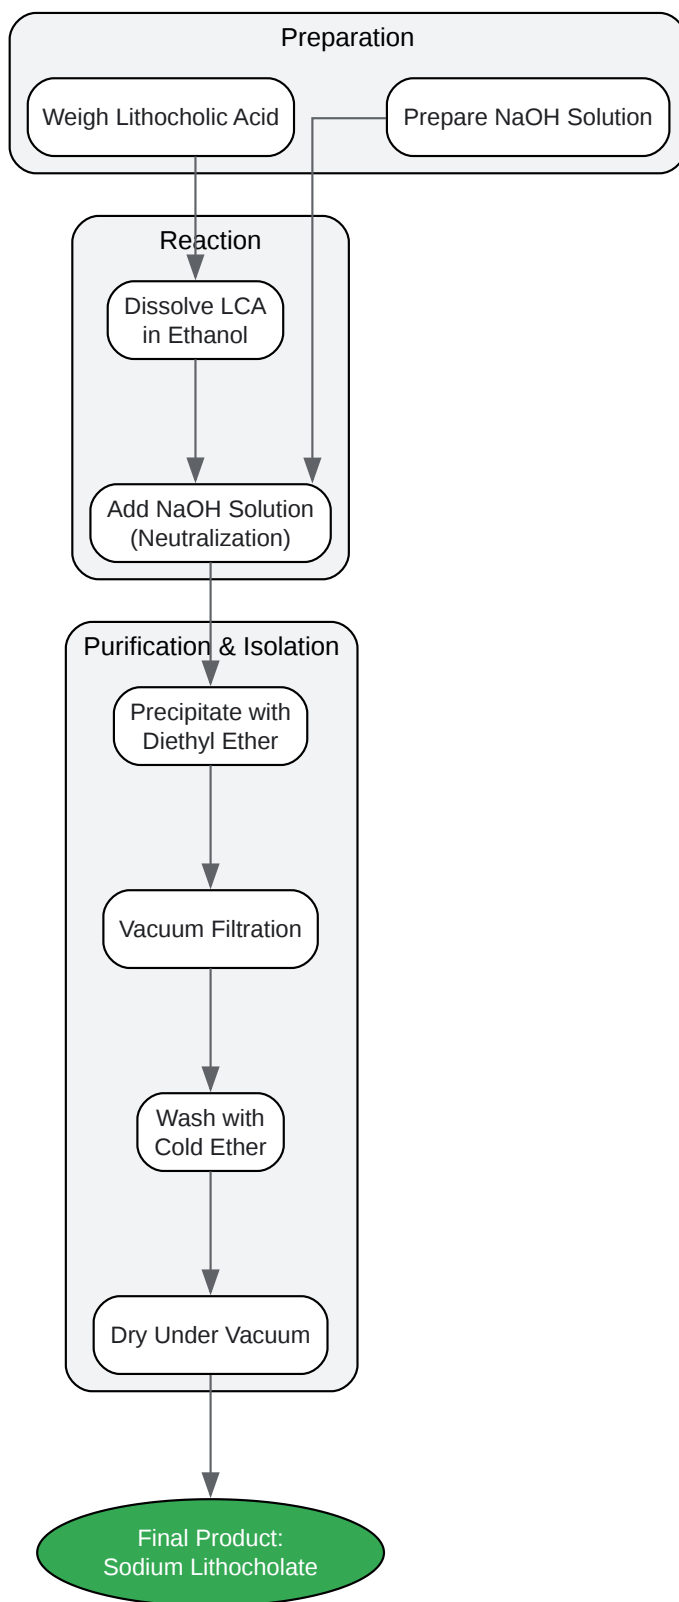 Preparation
Weigh Lithocholic Acid
Prepare NaOH Solution
Reaction
Dissolve LCA
in Ethanol
Add NaOH Solution
(Neutralization)
Purification & Isolation
Precipitate with
Diethyl Ether
Vacuum Filtration
Wash with
Cold Ether
Dry Under Vacuum
Final Product:
Sodium Lithocholate